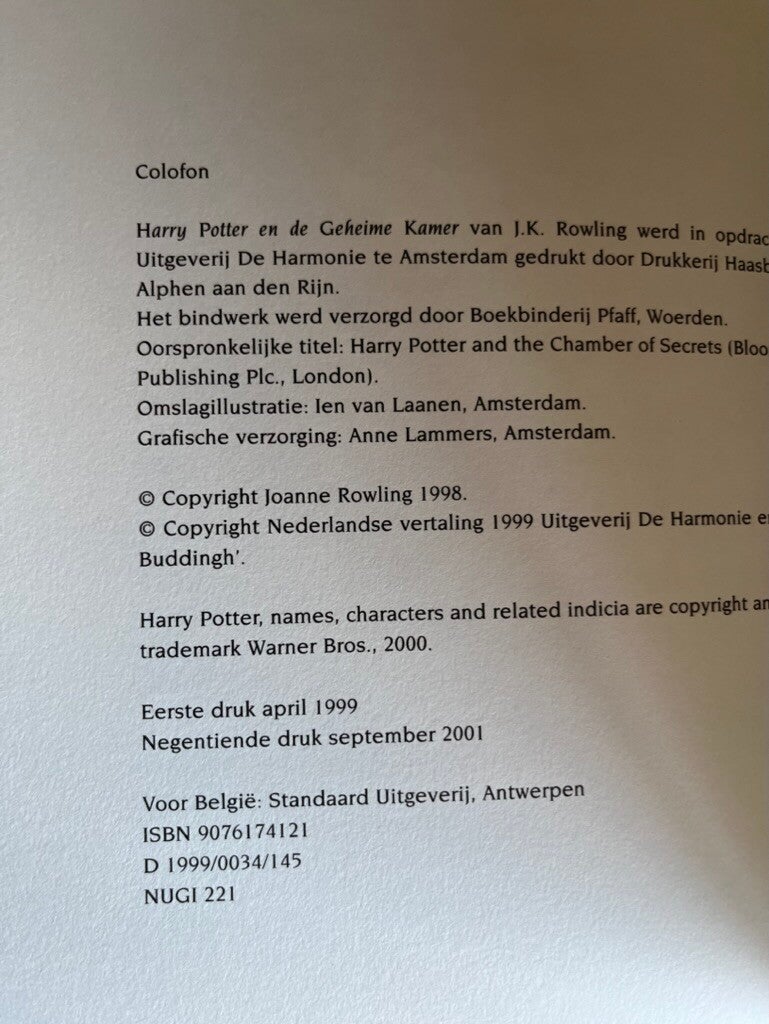 Colofon
Harry Potter en de Geheime Kamer van J.K. Rowling werd in opdrac
Uitgeverij De Harmonie te Amsterdam gedrukt door Drukkerij Haasb
Alphen aan den Rijn.
Het bindwerk werd verzorgd door Boekbinderij Pfaff, Woerden.
Oorspronkelijke titel: Harry Potter and the Chamber of Secrets (Bloo
Publishing Plc., London).
Omslagillustratie: Ien van Laanen, Amsterdam.
Grafische verzorging: Anne Lammers, Amsterdam.
© Copyright Joanne Rowling 1998.
© Copyright Nederlandse vertaling 1999 Uitgeverij De Harmonie e
Buddingh'.
Harry Potter, names, characters and related indicia are copyright an
trademark Warner Bros., 2000.
Eerste druk april 1999
Negentiende druk september 2001
Voor België: Standaard Uitgeverij, Antwerpen
ISBN 9076174121
D 1999/0034/145
NUGI 221